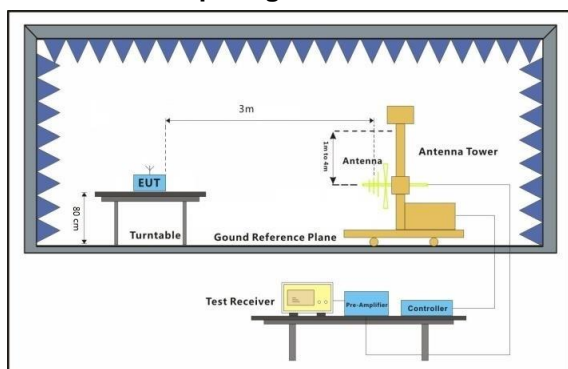 3m
1m to 4m
Antenna
Antenna Tower
EUT
80 cm
Turntable
Gound Reference Plane
Test Receiver
Pre-Amplifier
Controller